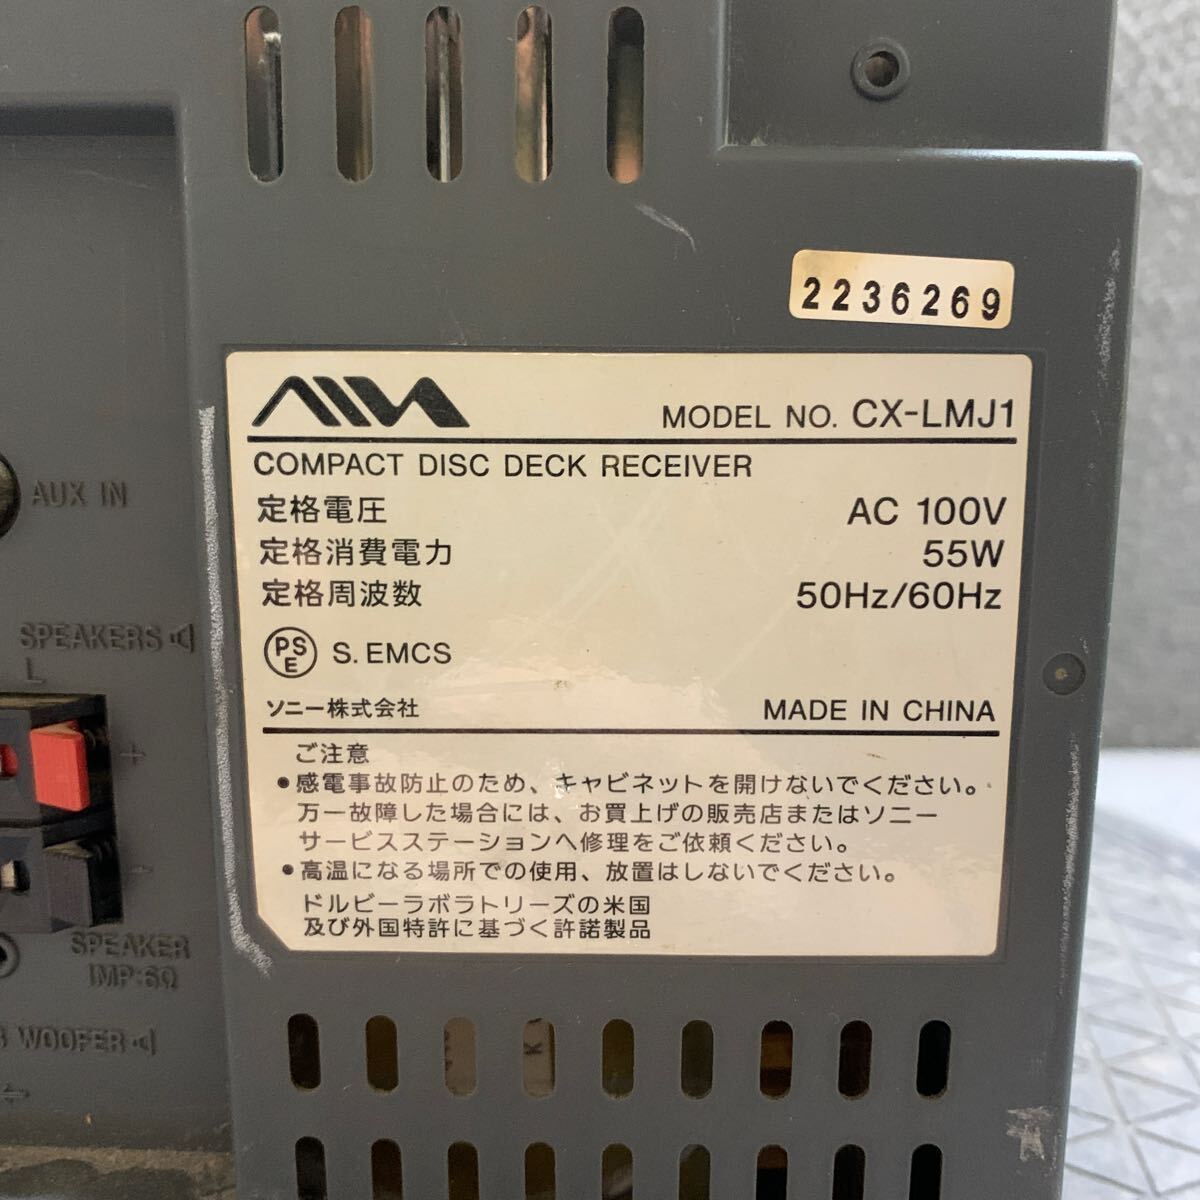 2236269
AIWA
MODEL NO. CX-LMJ1
COMPACT DISC DECK RECEIVER
定格電圧 AC 100V
定格消費電力 55W
定格周波数 50Hz/60Hz
PSE S. EMCS
ソニー株式会社 MADE IN CHINA
ご注意
•感電事故防止のため、キャビネットを開けないでください。
万一故障した場合には、お買上げの販売店またはソニー
サービスステーションへ修理をご依頼ください。
•高温になる場所での使用、放置はしないでください。
ドルビーラボラトリーズの米国
及び外国特許に基づく許諾製品
AUX IN
SPEAKERS
L
+
-
SPEAKER
IMP:6Ω
WOOFER
K